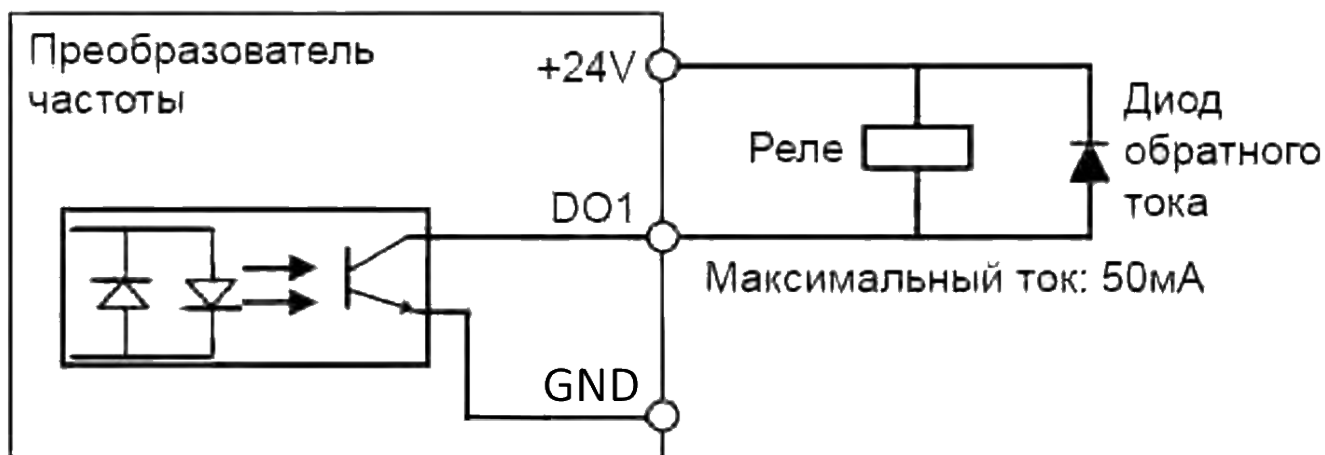 Преобразователь
частоты
+24V
Реле
Диод
обратного
тока
DO1
Максимальный ток: 50мА
GND